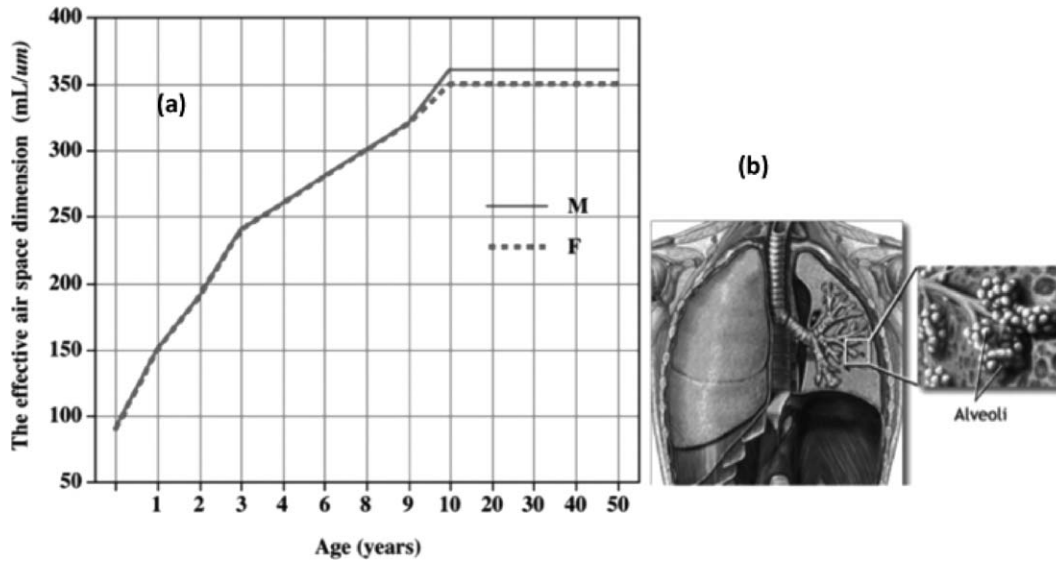 The effective air space dimension (mL/um)
400
350
300
250
200
150
100
50
(a)
M
F
1 2 3 4 6 8 9 10 20 30 40 50
Age (years)
(b)
Alveoli